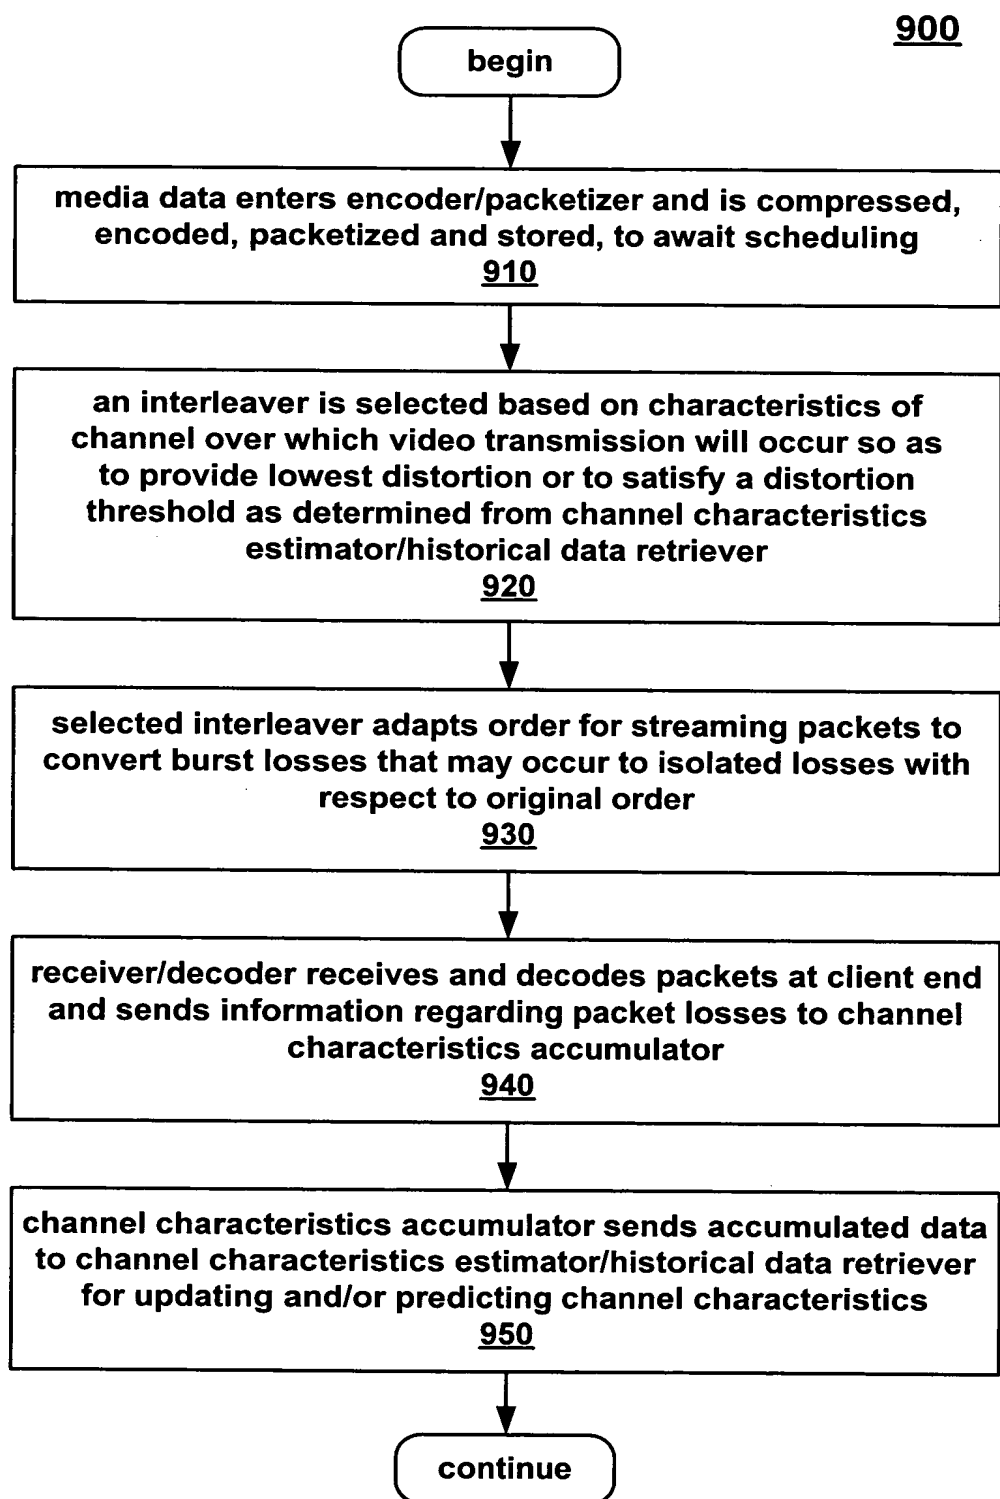 900
begin
media data enters encoder/packetizer and is compressed,
encoded, packetized and stored, to await scheduling
910
an interleaver is selected based on characteristics of
channel over which video transmission will occur so as
to provide lowest distortion or to satisfy a distortion
threshold as determined from channel characteristics
estimator/historical data retriever
920
selected interleaver adapts order for streaming packets to
convert burst losses that may occur to isolated losses with
respect to original order
930
receiver/decoder receives and decodes packets at client end
and sends information regarding packet losses to channel
characteristics accumulator
940
channel characteristics accumulator sends accumulated data
to channel characteristics estimator/historical data retriever
for updating and/or predicting channel characteristics
950
continue